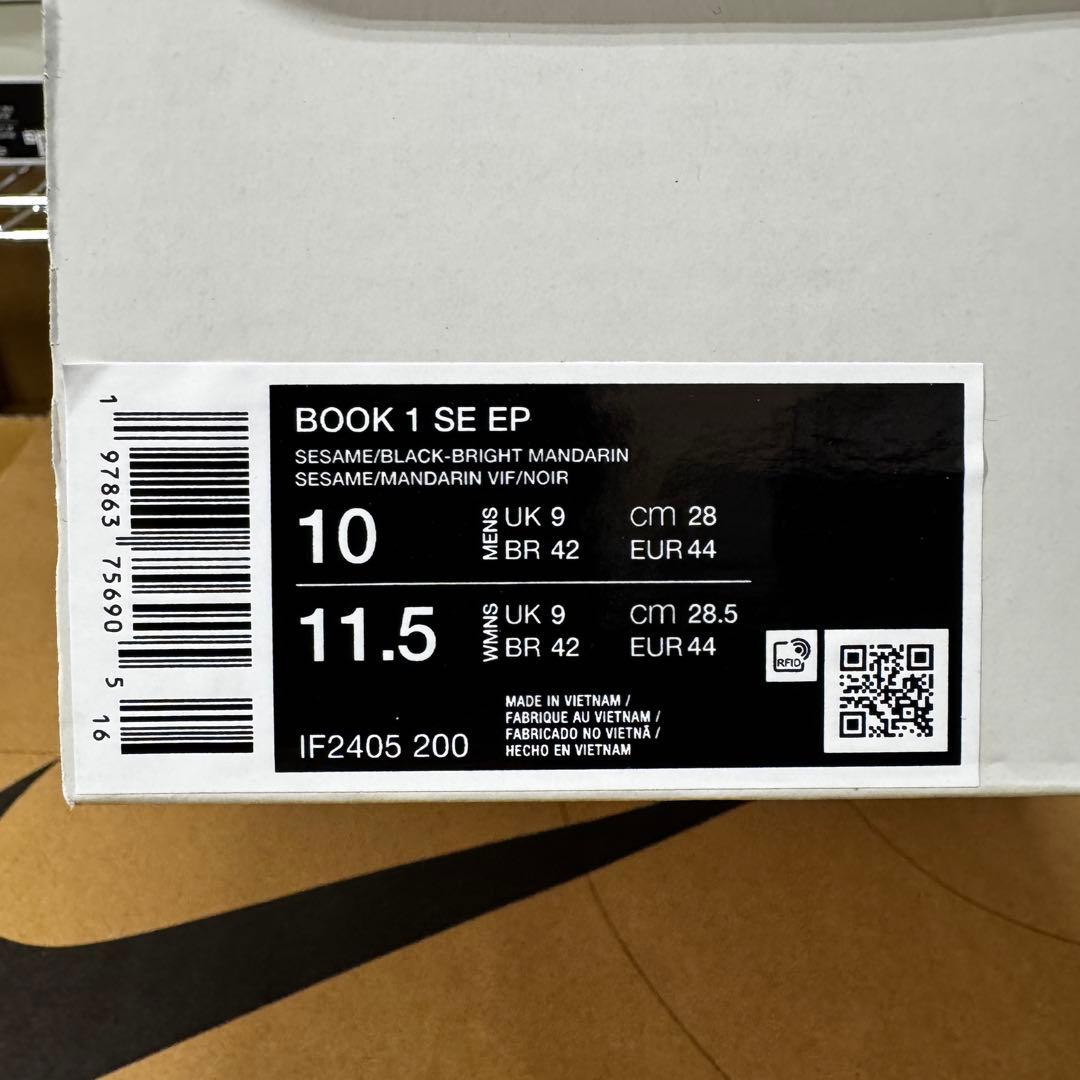 BOOK 1 SE EP
SESAME/BLACK-BRIGHT MANDARIN
SESAME/MANDARIN VIF/NOIR
10 MENS UK 9 cm 28
BR 42 EUR 44
11.5 WMNS UK 9 cm 28.5
BR 42 EUR 44
RFID
MADE IN VIETNAM /
FABRIQUE AU VIETNAM /
FABRICADO NO VIETNÃ /
HECHO EN VIETNAM
IF2405 200
1 97863 75690 5 16